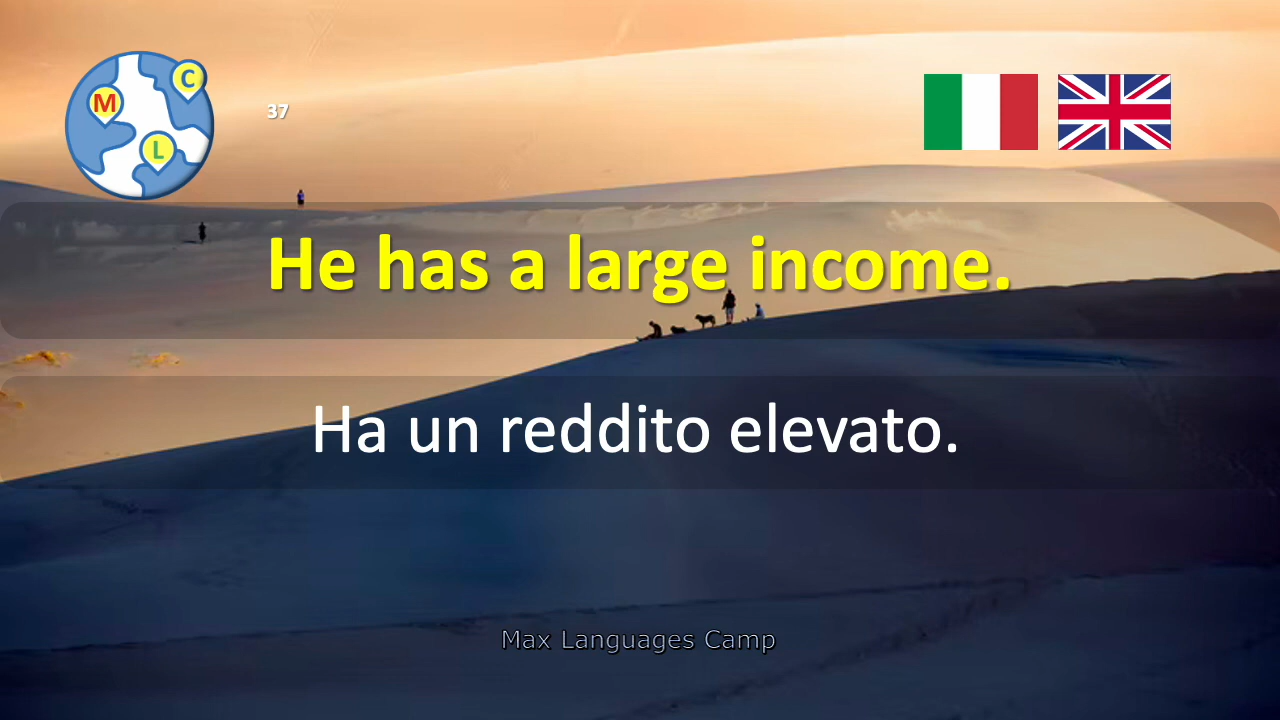 C
M
L
37
He has a large income.
Ha un reddito elevato.
Max Languages Camp